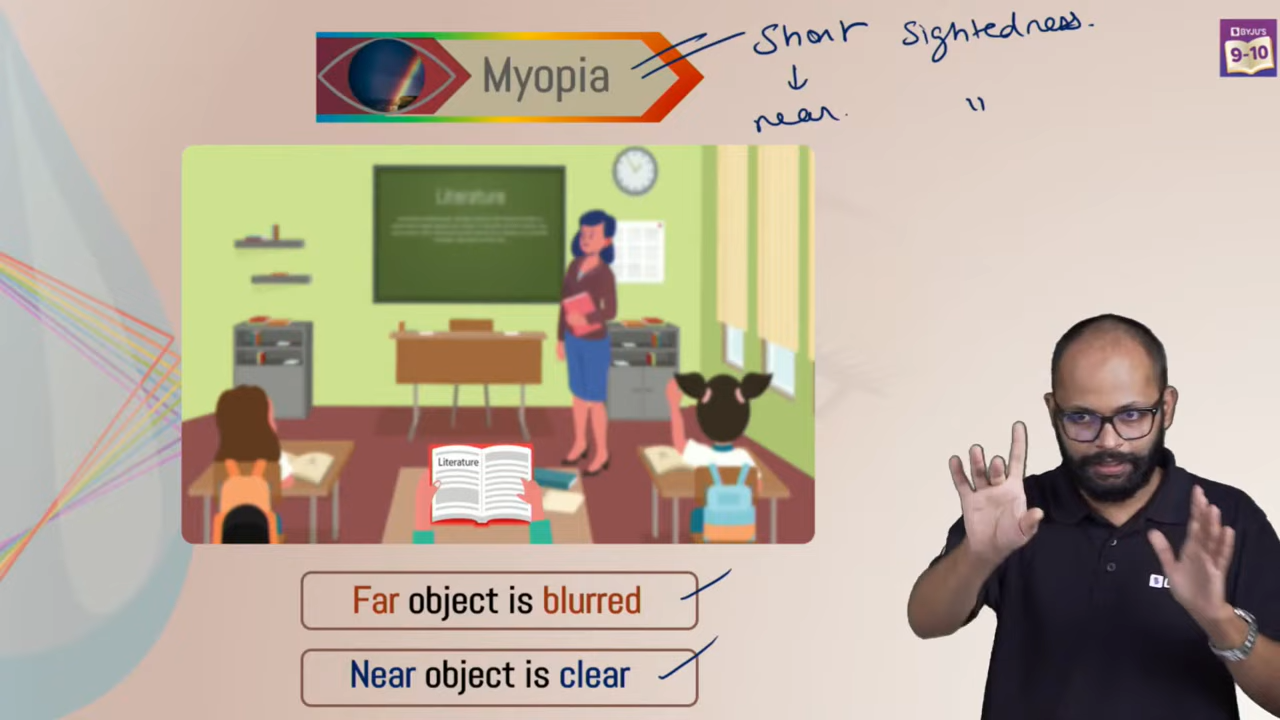 Myopia
Short Sightedness.
near. "
BYJU'S
9-10
Literature
Literature
Far object is blurred
Near object is clear